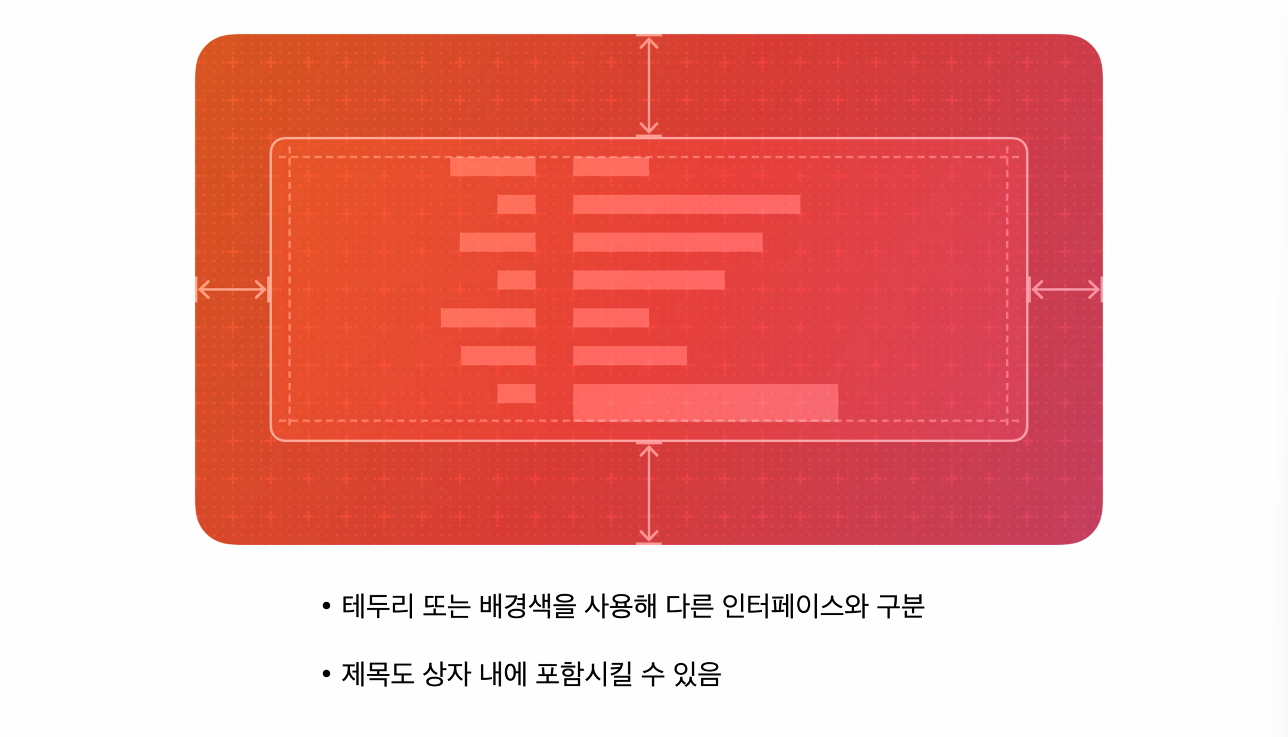 • 테두리 또는 배경색을 사용해 다른 인터페이스와 구분
• 제목도 상자 내에 포함시킬 수 있음